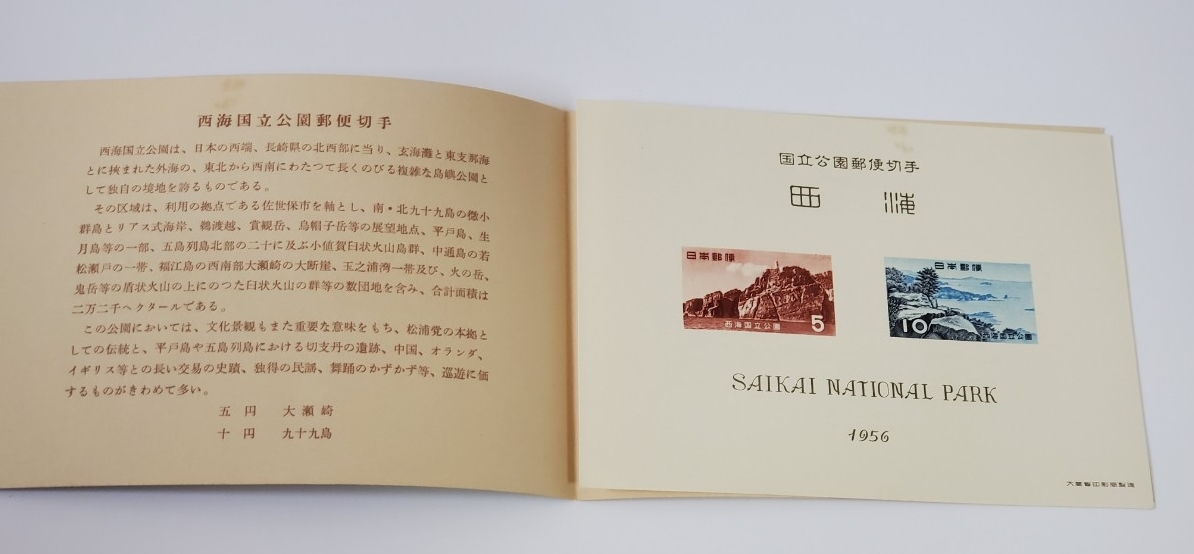 西海国立公園郵便切手
西海国立公園は、日本の西端、長崎県の北西部に当り、玄海灘と東支那海
とに挟まれた外海の、東北から西南にわたつて長くのびる複雑な島嶼公園と
して独自の境地を誇るものである。
その区域は、利用の拠点である佐世保市を軸とし、南・北九十九島の微小
群島とリアス式海岸、鵜渡越、賞観岳、烏帽子岳等の展望地点、平戸島、生
月島等の一部、五島列島北部の二十に及ぶ小値賀臼状火山島群、中通島の若
松瀬戸の一帯、福江島の西南部大瀬崎の大断崖、玉之浦湾一帯及び、火の岳、
鬼岳等の盾状火山の上にのつた臼状火山の群等の数団地を含み、合計面積は
二万二千ヘクタールである。
この公園においては、文化景観もまた重要な意味をもち、松浦党の本拠と
しての伝統と、平戸島や五島列島における切支丹の遺跡、中国、オランダ、
イギリス等との長い交易の史蹟、独得の民謡、舞踊のかずかず等、巡遊に価
するものがきわめて多い。
五円 大瀬崎
十円 九十九島
国立公園郵便切手
西海
日本郵便
西海国立公園 5
日本郵便
10 西海国立公園
SAIKAI NATIONAL PARK
1956
大蔵省印刷局製造